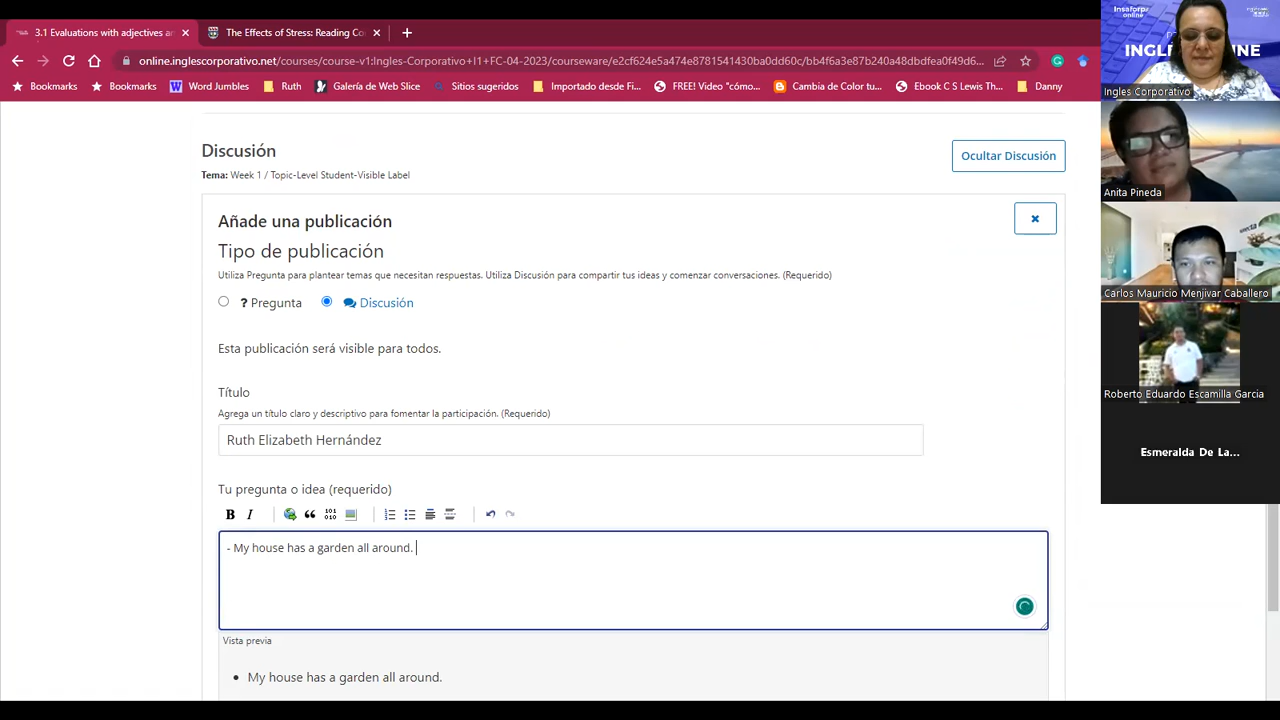 3.1 Evaluations with adjectives ar
The Effects of Stress: Reading Co
online.inglescorporativo.net/courses/course-v1:Ingles-Corporativo+I1+FC-04-2023/courseware/e2cf624e5a474e8781541430ba0dd60c/bb4f6a3e87b240a48dbdfea0f49d6...
Bookmarks Bookmarks Word Jumbles Ruth Galería de Web Slice Sitios sugeridos Importado desde Fi... FREE! Video "cómo... Cambia de Color tu... Ebook C S Lewis Th... Danny
Discusión
Ocultar Discusión
Tema: Week 1 / Topic-Level Student-Visible Label
Añade una publicación
Tipo de publicación
Utiliza Pregunta para plantear temas que necesitan respuestas. Utiliza Discusión para compartir tus ideas y comenzar conversaciones. (Requerido)
? Pregunta Discusión
Esta publicación será visible para todos.
Título
Agrega un título claro y descriptivo para fomentar la participación. (Requerido)
Ruth Elizabeth Hernández
Tu pregunta o idea (requerido)
B I
- My house has a garden all around.
Vista previa
• My house has a garden all around.
Insaforp
online
INGL INE
Ingles Corporativo
Anita Pineda
Carlos Mauricio Menjivar Caballero
Roberto Eduardo Escamilla Garcia
Esmeralda De La...